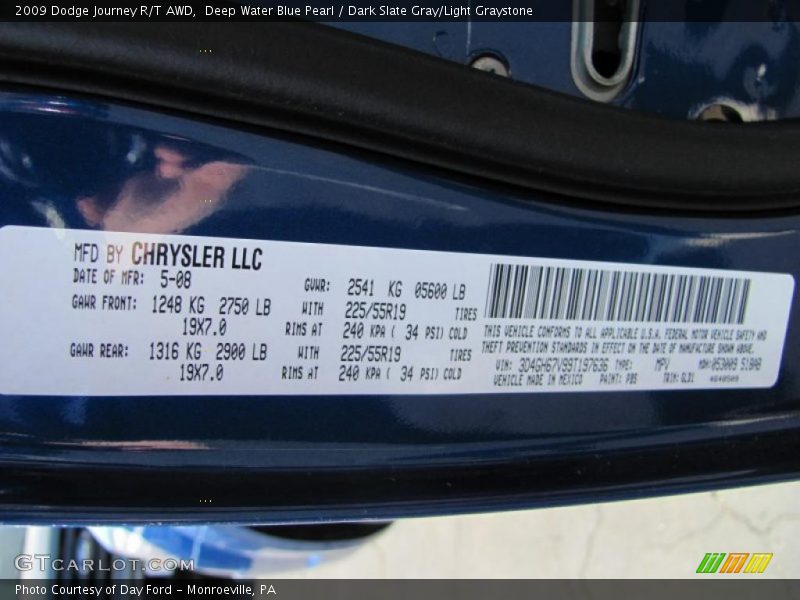 2009 Dodge Journey R/T AWD,  Deep Water Blue Pearl / Dark Slate Gray/Light Graystone
MFD BY CHRYSLER LLC
DATE OF MFR: 5-08
GVWR: 2541 KG 05600 LB
GAWR FRONT: 1248 KG 2750 LB WITH 225/55R19 TIRES
19X7.0 RIMS AT 240 KPA ( 34 PSI) COLD
GAWR REAR: 1316 KG 2900 LB WITH 225/55R19 TIRES
19X7.0 RIMS AT 240 KPA ( 34 PSI) COLD
THIS VEHICLE CONFORMS TO ALL APPLICABLE U.S.A. FEDERAL MOTOR VEHICLE SAFETY AND
THEFT PREVENTION STANDARDS IN EFFECT ON THE DATE OF MANUFACTURE SHOWN ABOVE.
VIN: 3D4GH67V99T197636 TYPE: MPV MDH: 053009 510AB
VEHICLE MADE IN MEXICO PAINT: PBS TRIM: GLD1
GTCARLOT.COM
Photo Courtesy of Day Ford – Monroeville, PA